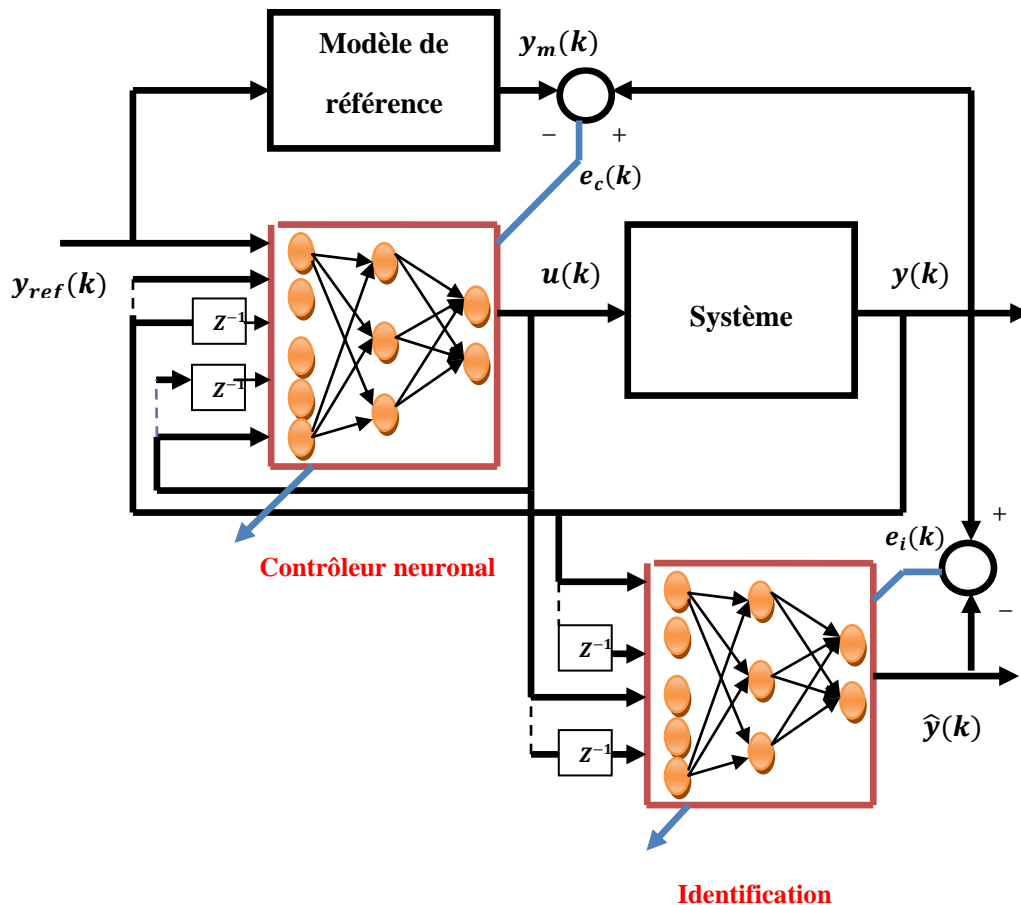 Modèle de
référence
y_m(k)
− +
e_c(k)
y_ref(k)
Z⁻¹
Z⁻¹
u(k)
Système
y(k)
Contrôleur neuronal
+
e_i(k)
−
Z⁻¹
Z⁻¹
ŷ(k)
Identification